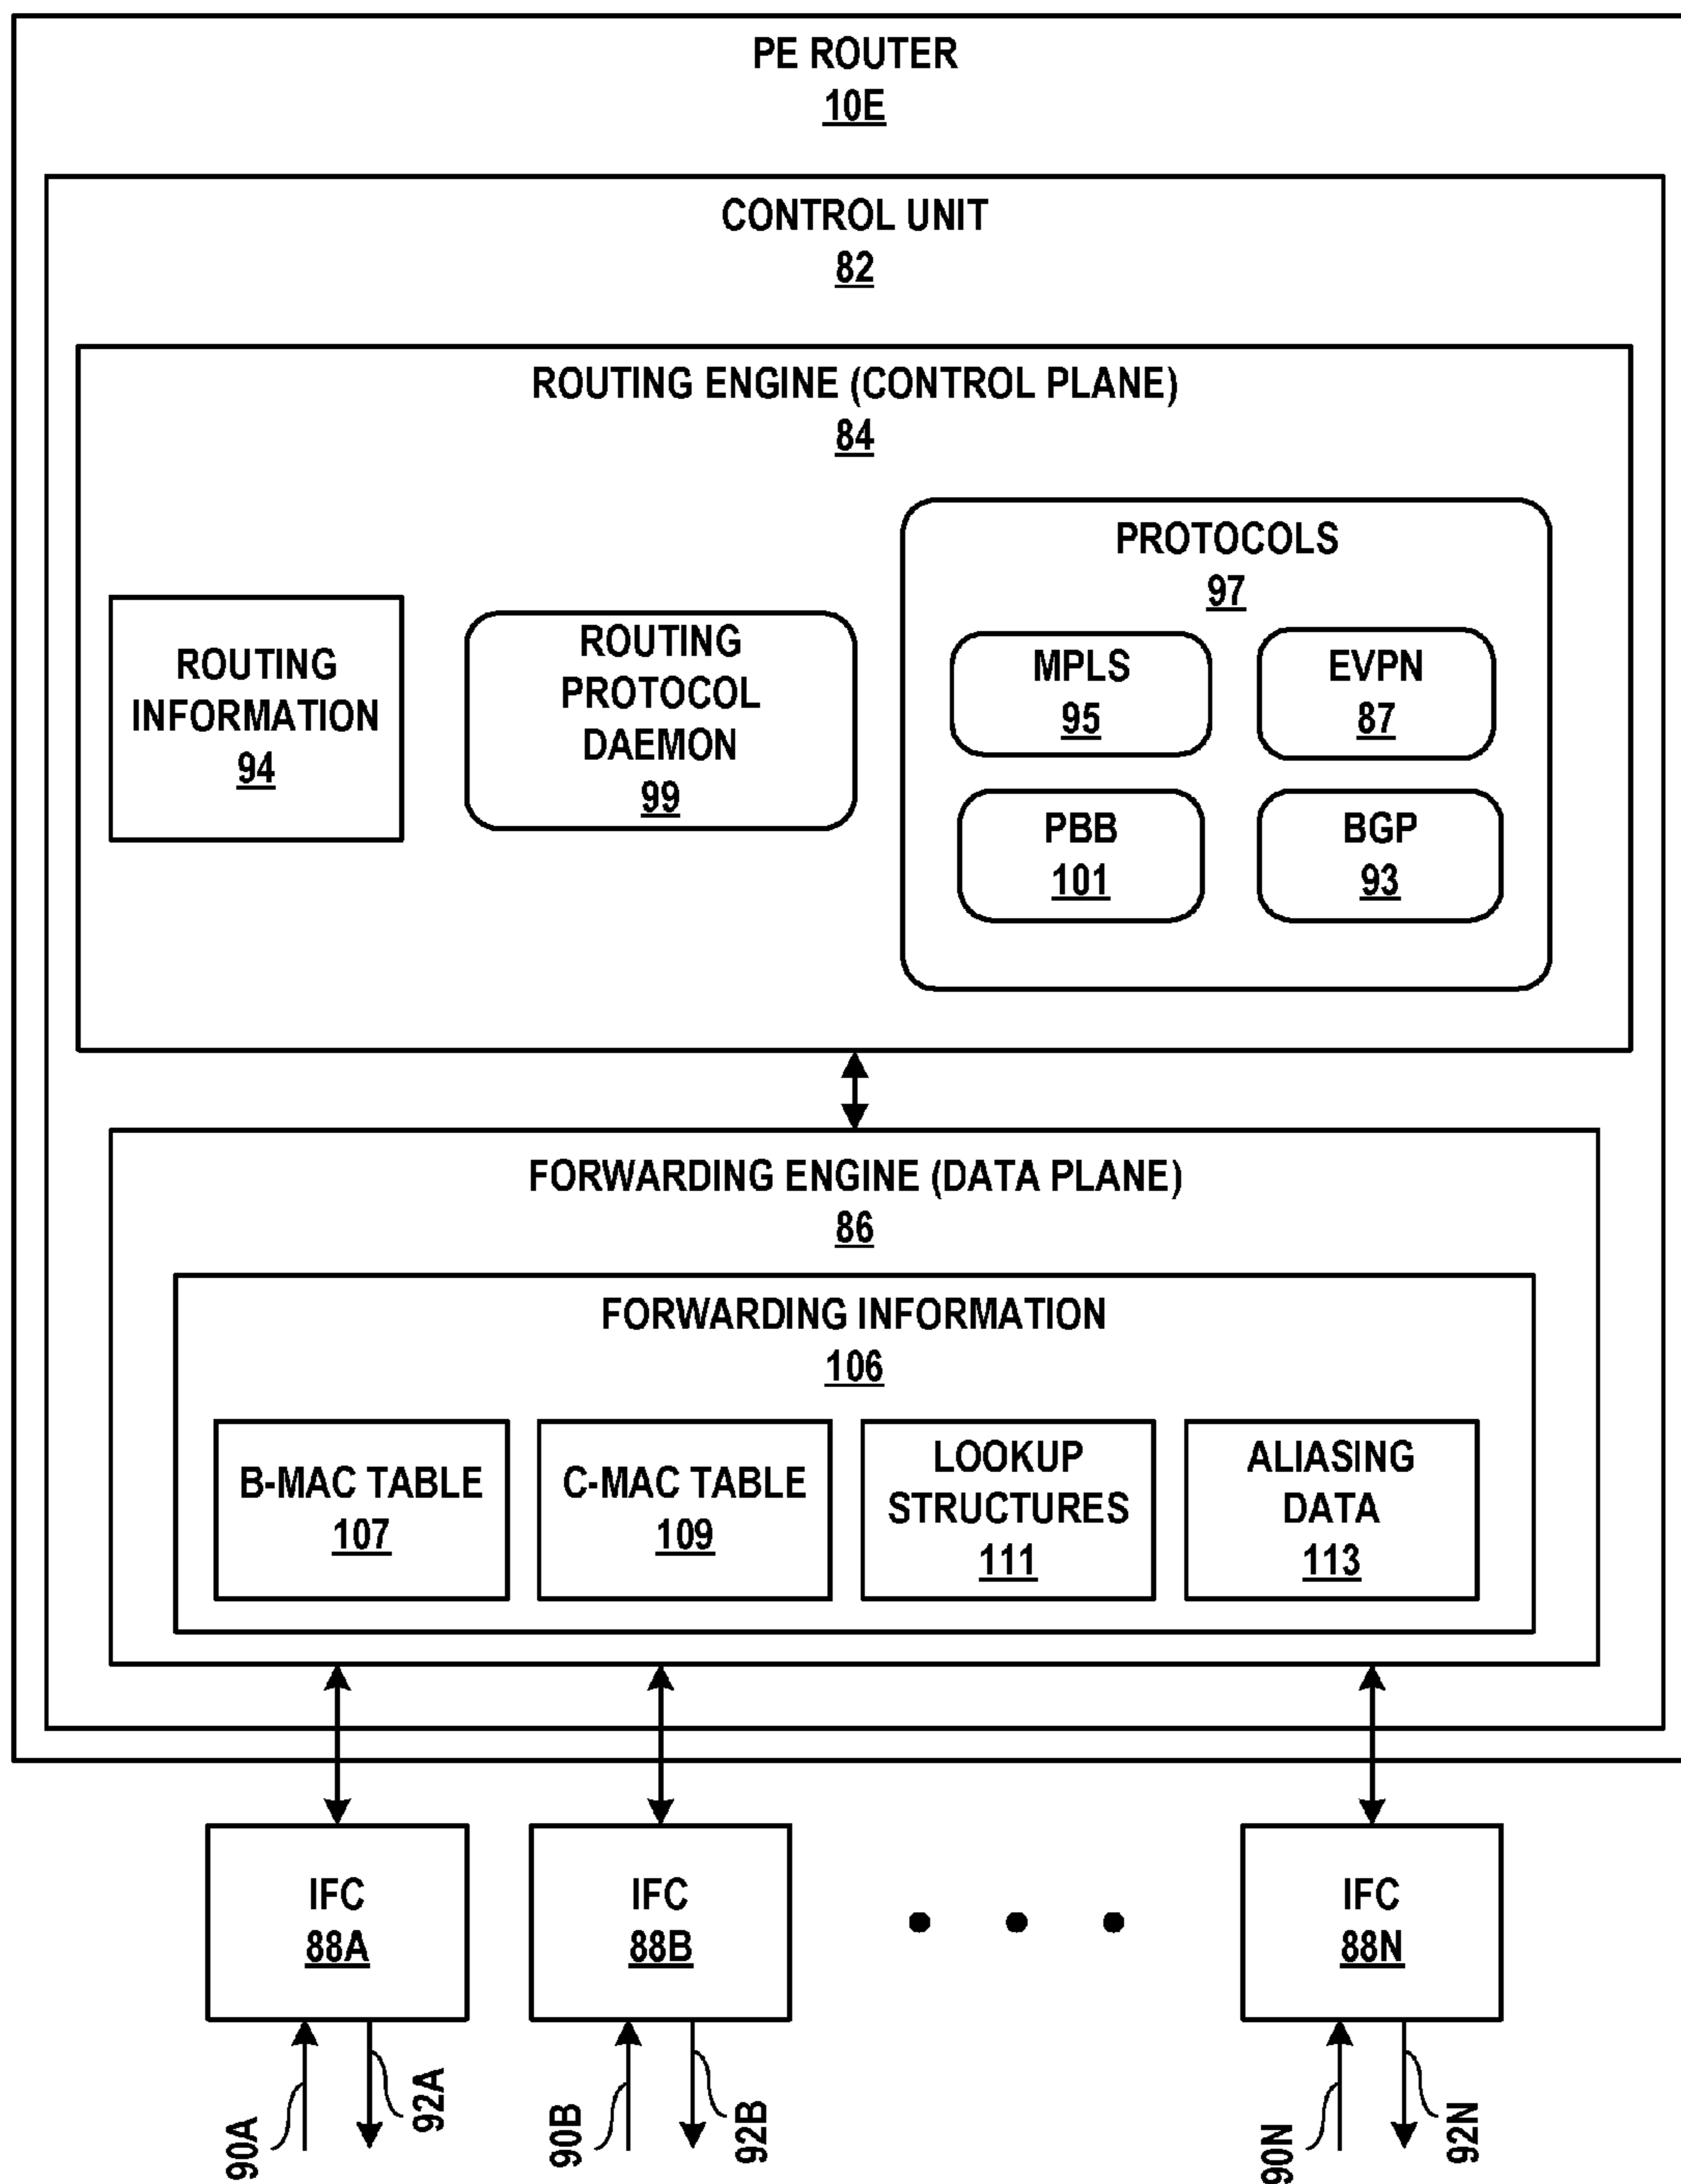 PE ROUTER
10E
CONTROL UNIT
82
ROUTING ENGINE (CONTROL PLANE)
84
ROUTING
INFORMATION
94
ROUTING
PROTOCOL
DAEMON
99
PROTOCOLS
97
MPLS
95
EVPN
87
PBB
101
BGP
93
FORWARDING ENGINE (DATA PLANE)
86
FORWARDING INFORMATION
106
B-MAC TABLE
107
C-MAC TABLE
109
LOOKUP
STRUCTURES
111
ALIASING
DATA
113
IFC
88A
IFC
88B
IFC
88N
90A
92A
90B
92B
90N
92N